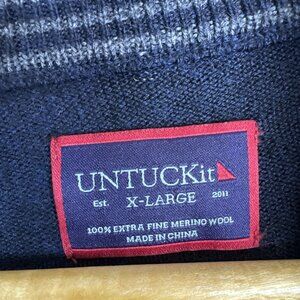 UNTUCKit
Est. X-LARGE 2011
100% EXTRA FINE MERINO WOOL
MADE IN CHINA